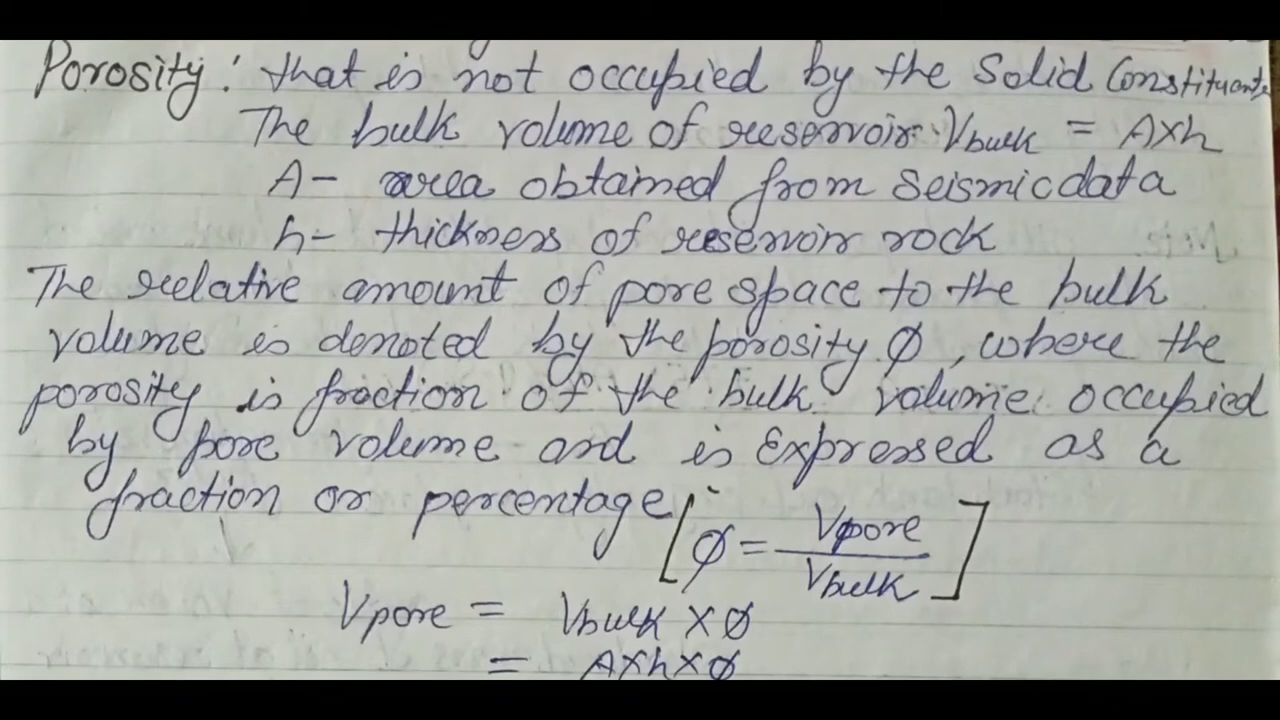 Porosity: that is not occupied by the solid Constituants
The bulk volume of reservoir. Vbulk = A×h
A- area obtained from seismic data
h- thickness of reservoir rock
The relative amount of pore space to the bulk
volume is denoted by the porosity ø, where the
porosity is fraction of the bulk volume occupied
by pore volume and is Expressed as a
fraction or percentage. [ø = Vpore / Vbulk]
Vpore = Vbulk × ø
= A×h×ø